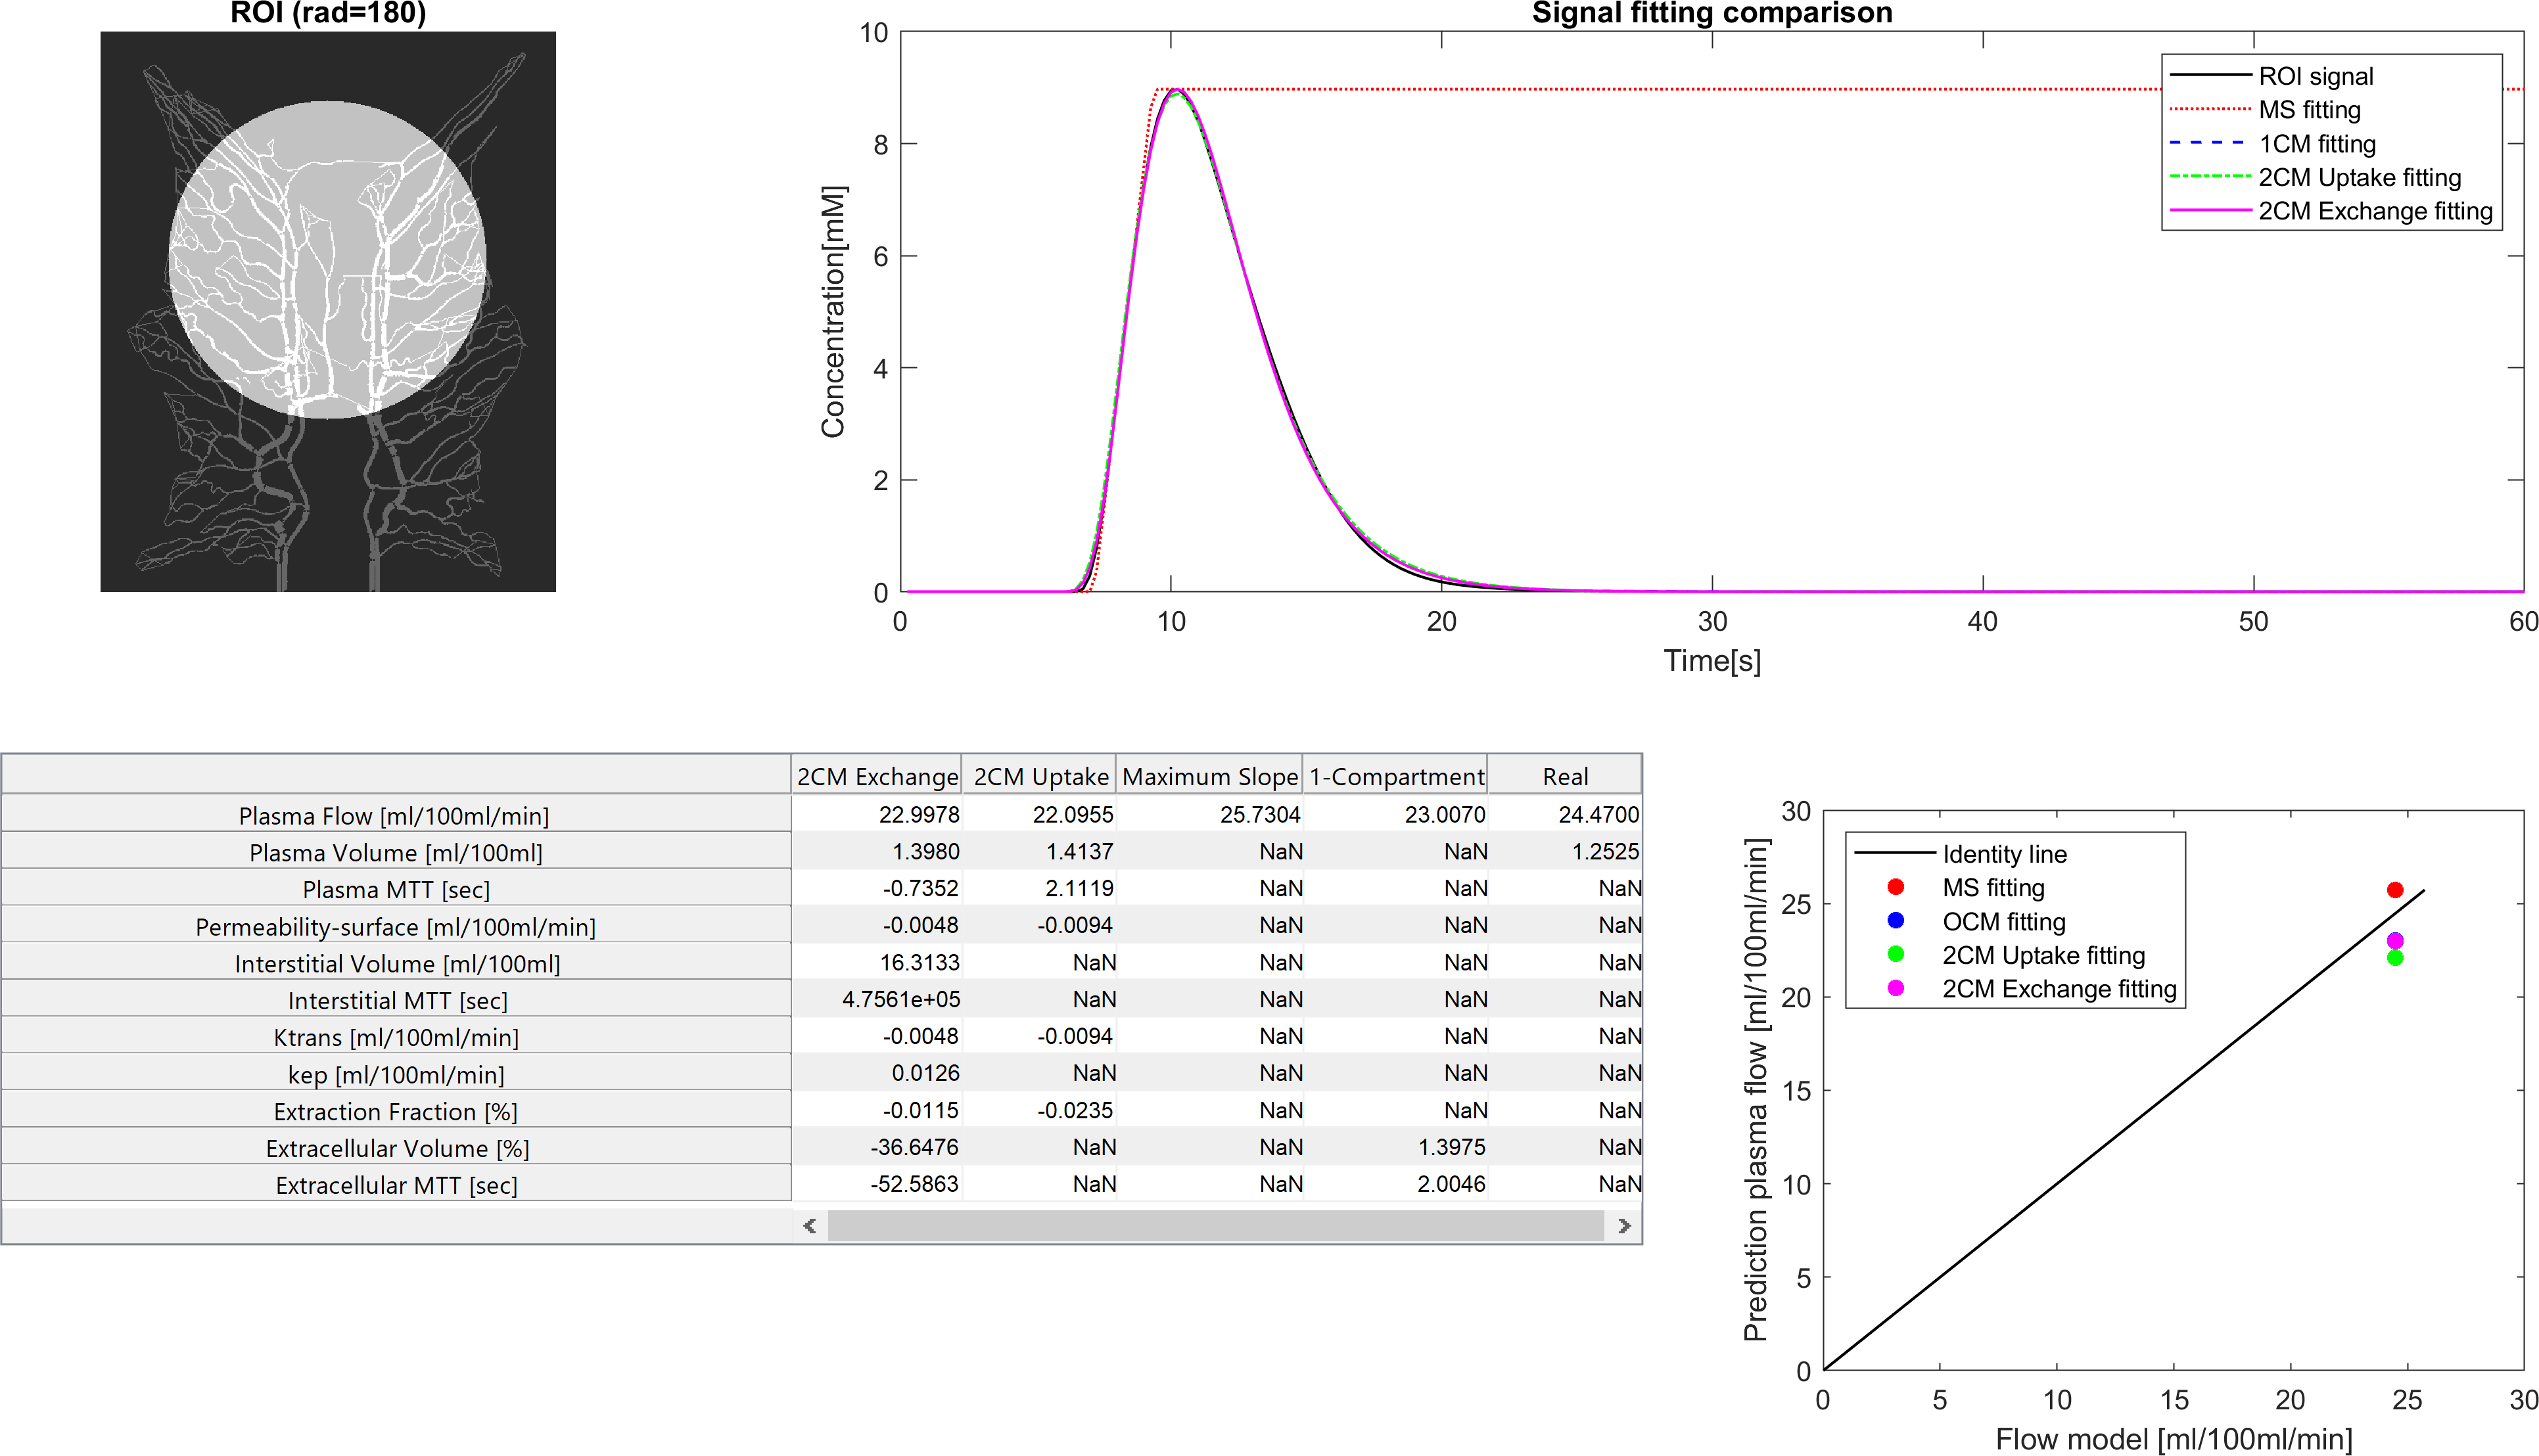 ROI (rad=180)
Signal fitting comparison
Concentration[mM]
10
8
6
4
2
0
0 10 20 30 40 50 60
Time[s]
ROI signal
MS fitting
1CM fitting
2CM Uptake fitting
2CM Exchange fitting
2CM Exchange 2CM Uptake Maximum Slope 1-Compartment Real
Plasma Flow [ml/100ml/min] 22.9978 22.0955 25.7304 23.0070 24.4700
Plasma Volume [ml/100ml] 1.3980 1.4137 NaN NaN 1.2525
Plasma MTT [sec] -0.7352 2.1119 NaN NaN NaN
Permeability-surface [ml/100ml/min] -0.0048 -0.0094 NaN NaN NaN
Interstitial Volume [ml/100ml] 16.3133 NaN NaN NaN NaN
Interstitial MTT [sec] 4.7561e+05 NaN NaN NaN NaN
Ktrans [ml/100ml/min] -0.0048 -0.0094 NaN NaN NaN
kep [ml/100ml/min] 0.0126 NaN NaN NaN NaN
Extraction Fraction [%] -0.0115 -0.0235 NaN NaN NaN
Extracellular Volume [%] -36.6476 NaN NaN 1.3975 NaN
Extracellular MTT [sec] -52.5863 NaN NaN 2.0046 NaN
Prediction plasma flow [ml/100ml/min]
30
25
20
15
10
5
0
0 5 10 15 20 25 30
Flow model [ml/100ml/min]
Identity line
MS fitting
OCM fitting
2CM Uptake fitting
2CM Exchange fitting